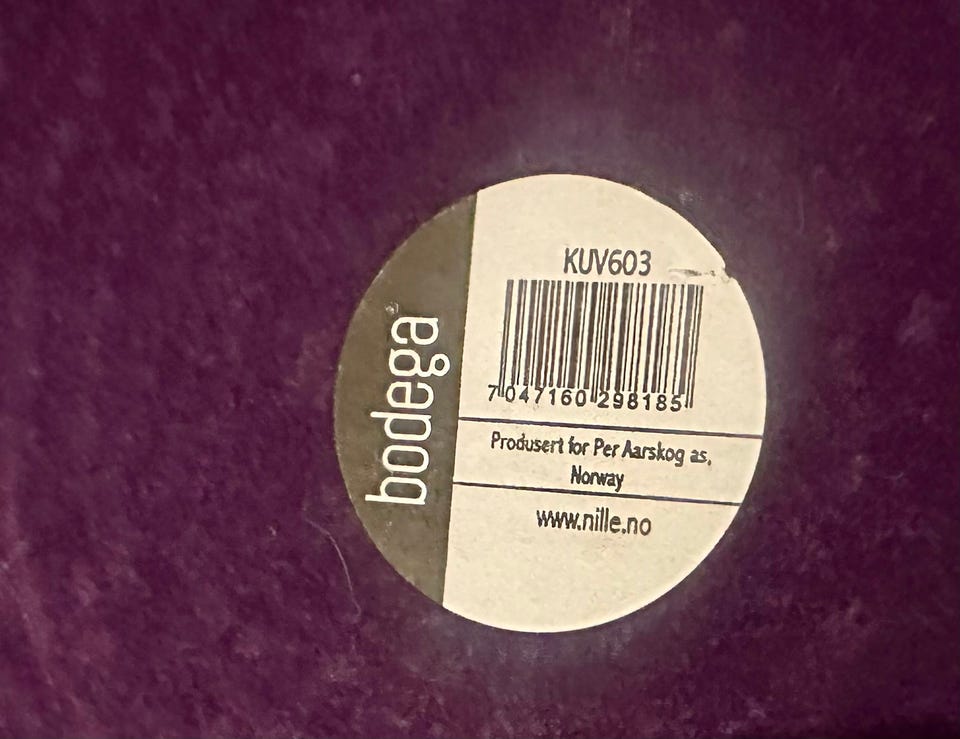 bodega
KUV603
7 047160 298185
Produsert for Per Aarskog as,
Norway
www.nille.no